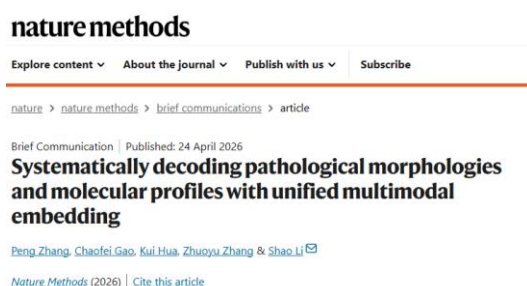 nature methods
Explore content About the journal Publish with us Subscribe
nature > nature methods > brief communications > article
Brief Communication | Published: 24 April 2026
Systematically decoding pathological morphologies
and molecular profiles with unified multimodal
embedding
Peng Zhang, Chaofei Gao, Kui Hua, Zhuoyu Zhang & Shao Li
Nature Methods (2026) | Cite this article